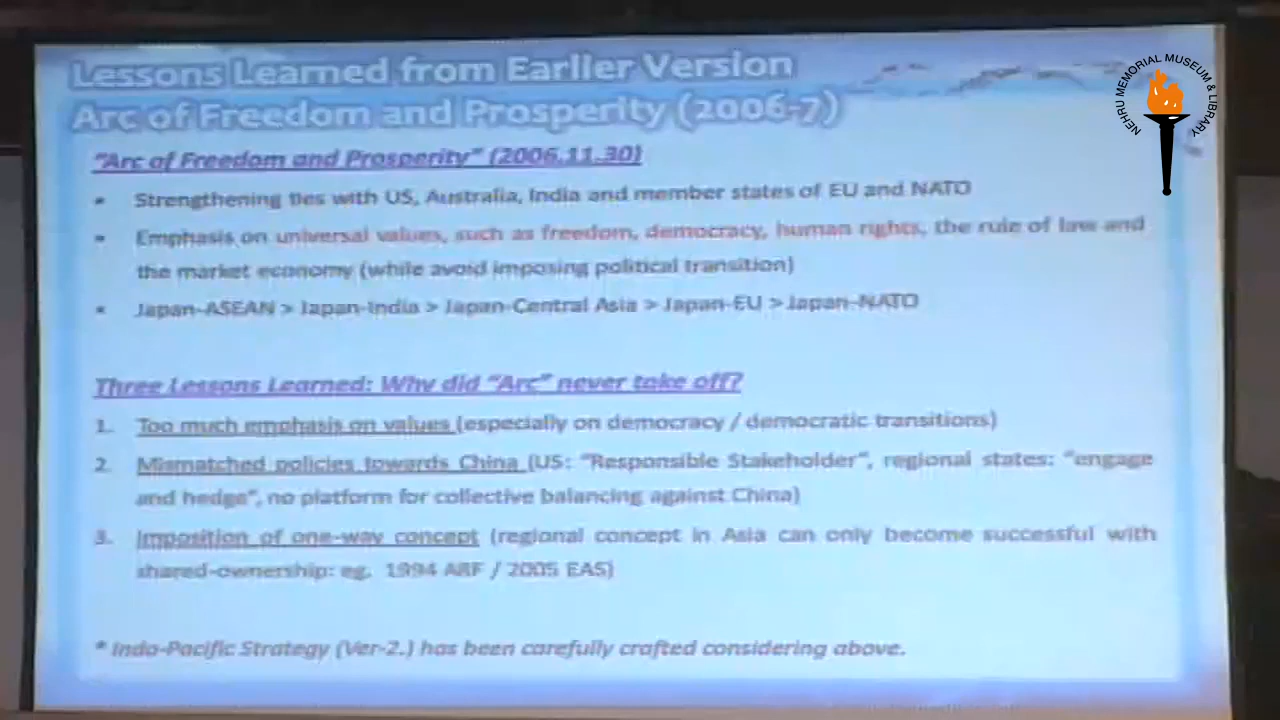 Lessons Learned from Earlier Version
Arc of Freedom and Prosperity (2006-7)
NEHRU MEMORIAL MUSEUM & LIBRARY
"Arc of Freedom and Prosperity" (2006.11.30)
• Strengthening ties with US, Australia, India and member states of EU and NATO
• Emphasis on universal values, such as freedom, democracy, human rights, the rule of law and
the market economy (while avoid imposing political transition)
• Japan-ASEAN > Japan-India > Japan-Central Asia > Japan-EU > Japan-NATO
Three Lessons Learned: Why did "Arc" never take off?
1. Too much emphasis on values (especially on democracy / democratic transitions)
2. Mismatched policies towards China (US: "Responsible Stakeholder", regional states: "engage
and hedge", no platform for collective balancing against China)
3. Imposition of one-way concept (regional concept in Asia can only become successful with
shared-ownership: eg. 1994 ARF / 2005 EAS)
* Indo-Pacific Strategy (Ver-2.) has been carefully crafted considering above.